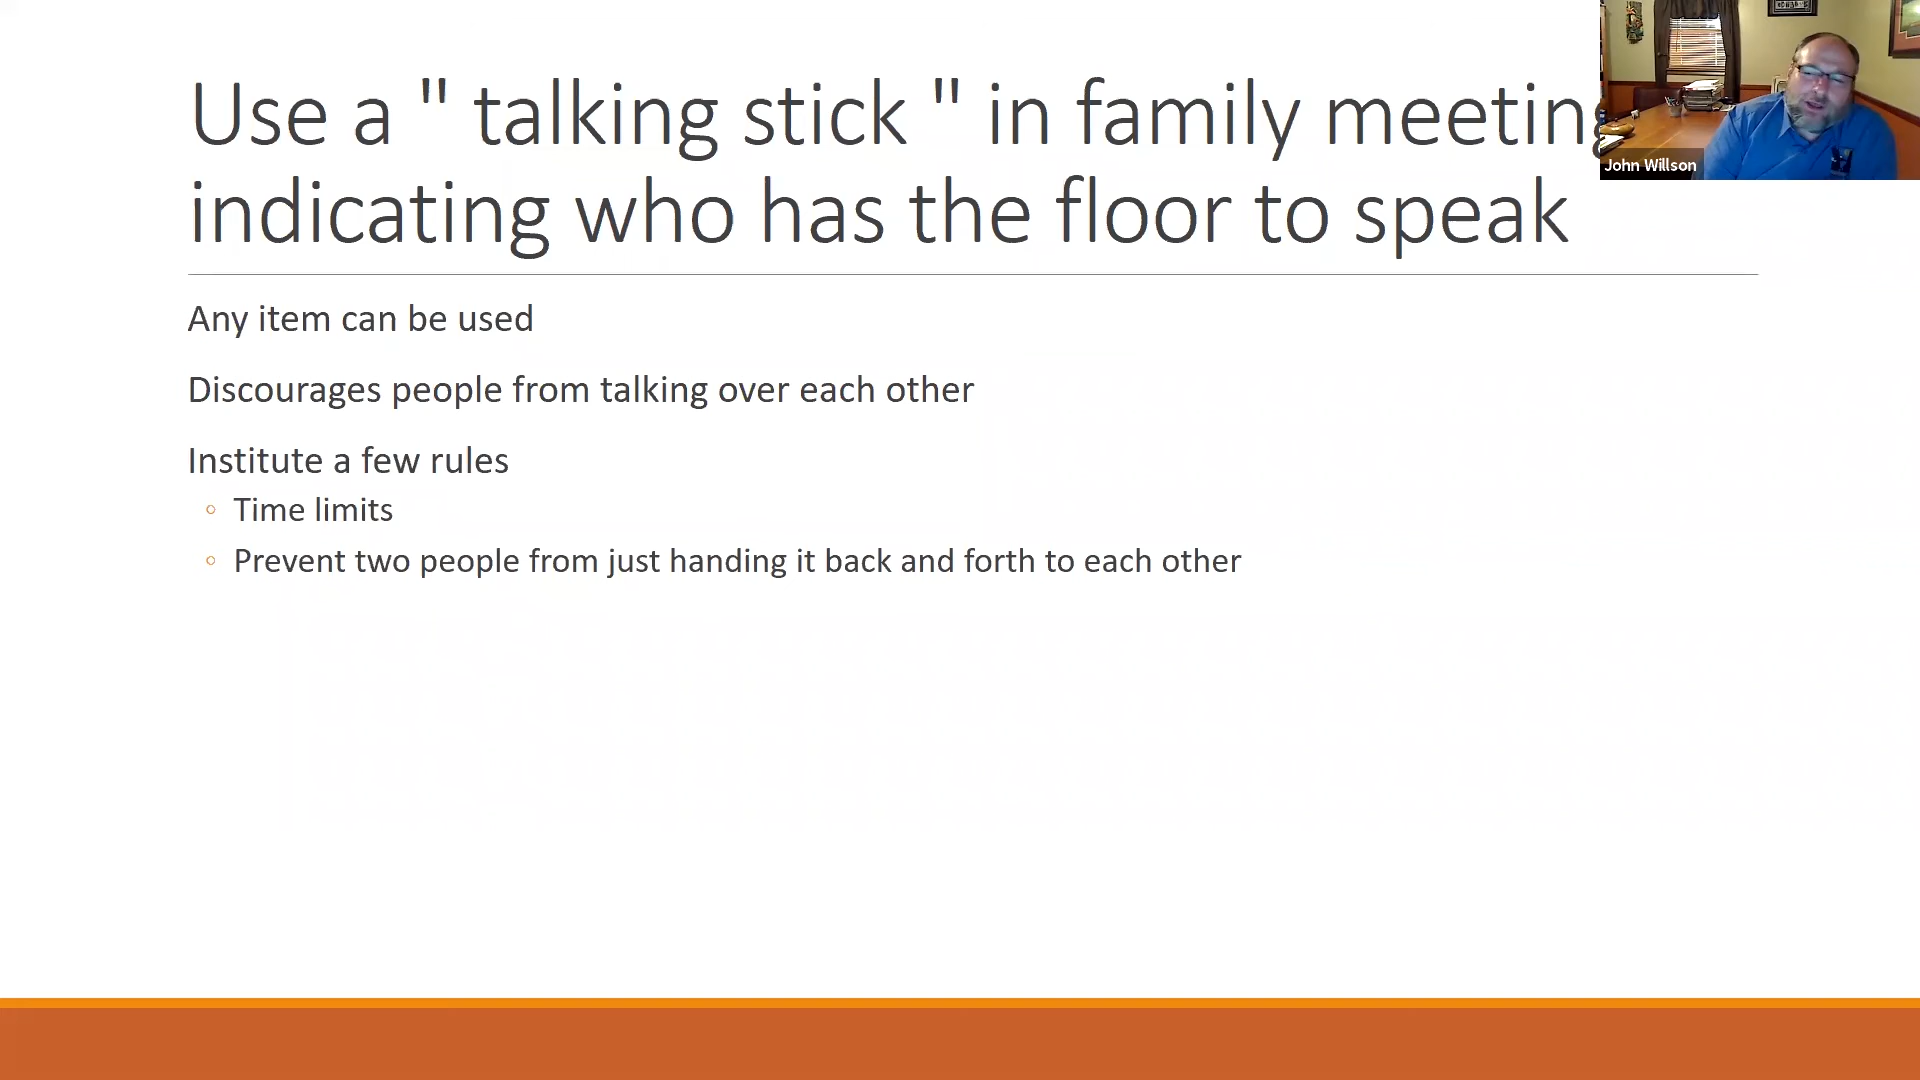 Use a " talking stick " in family meeting
indicating who has the floor to speak
Any item can be used
Discourages people from talking over each other
Institute a few rules
◦ Time limits
◦ Prevent two people from just handing it back and forth to each other
John Willson